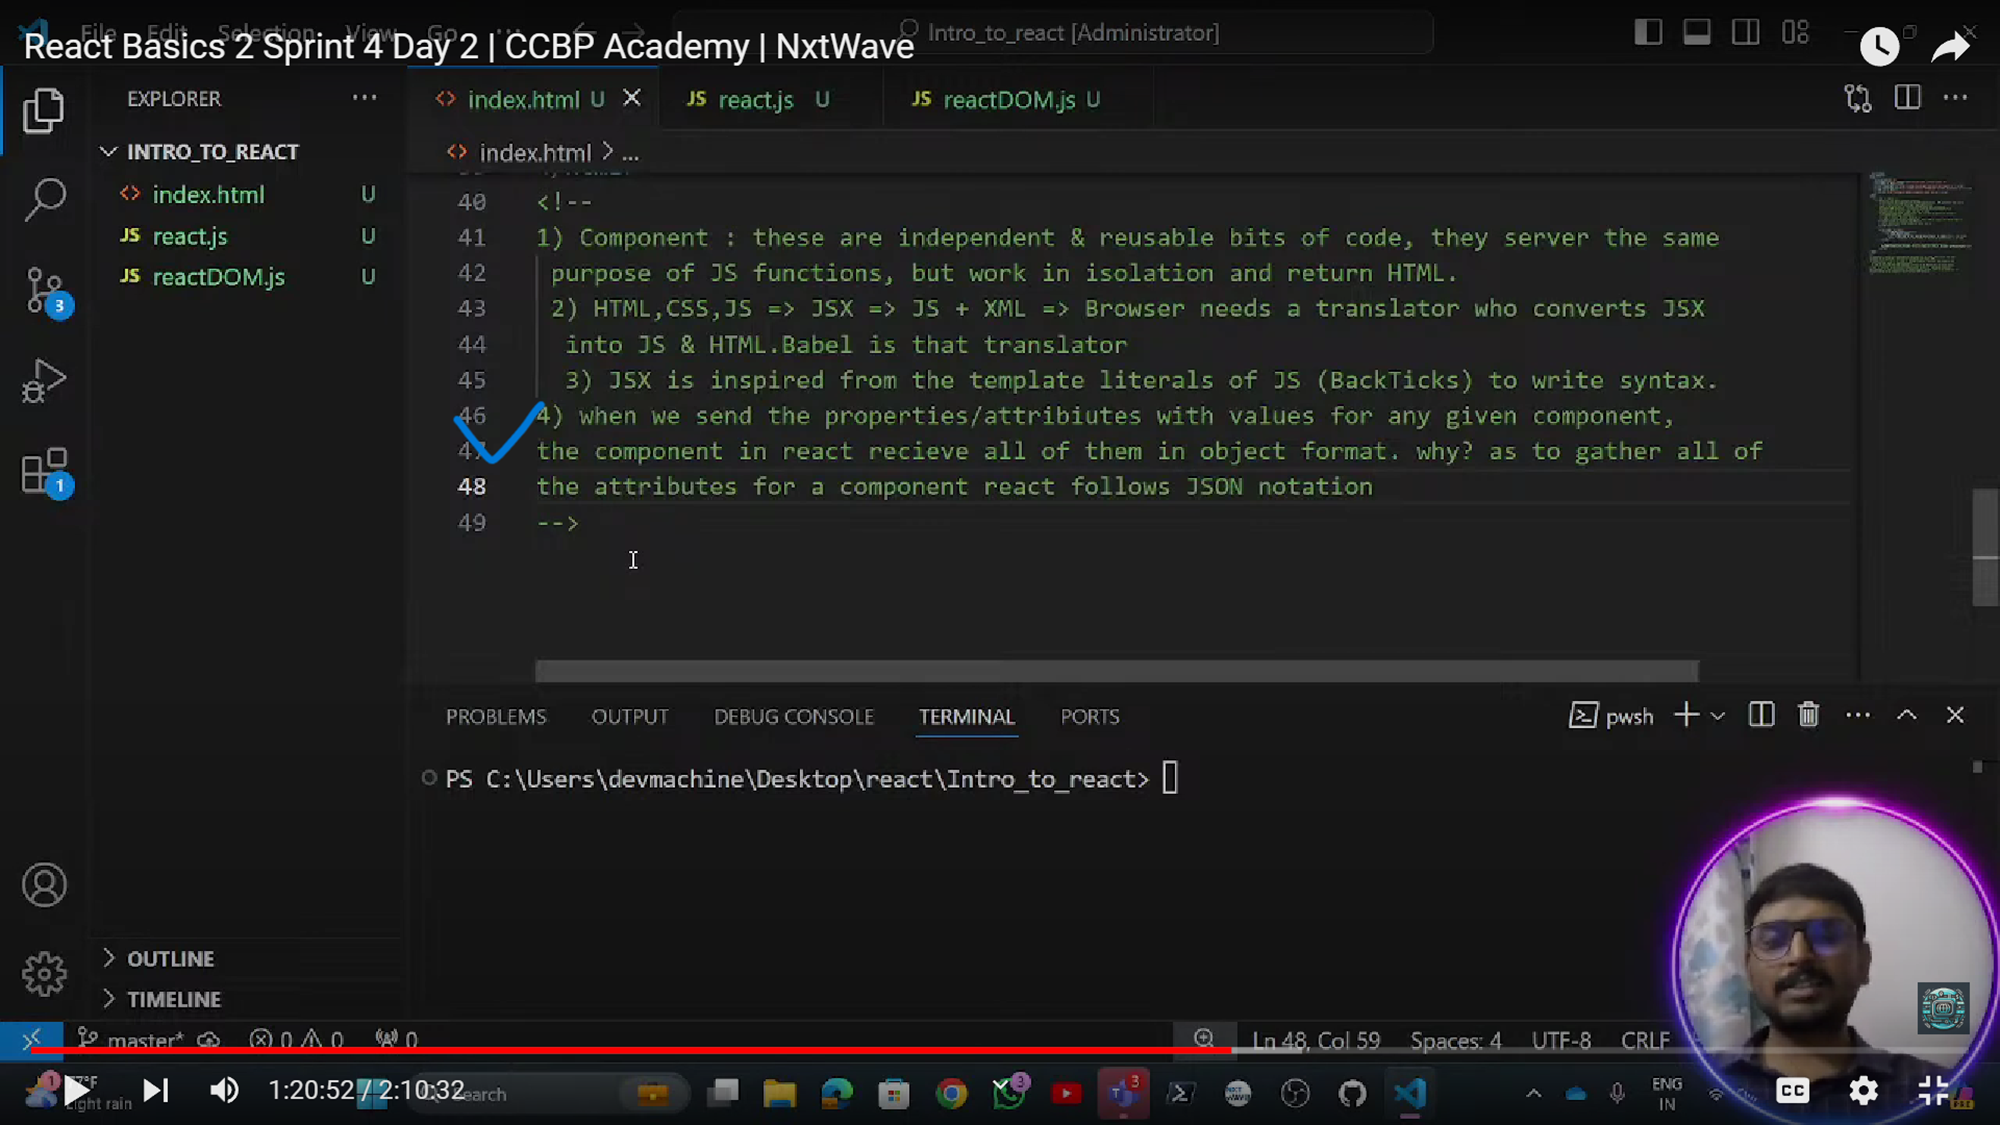 File Edit Selection View Go
Intro_to_react [Administrator]
React Basics 2 Sprint 4 Day 2 | CCBP Academy | NxtWave
EXPLORER
index.html U
JS react.js U
JS reactDOM.js U
INTRO_TO_REACT
index.html U
JS react.js U
JS reactDOM.js U
index.html > ...
40 <!--
41 1) Component : these are independent & reusable bits of code, they server the same
42 purpose of JS functions, but work in isolation and return HTML.
43 2) HTML,CSS,JS => JSX => JS + XML => Browser needs a translator who converts JSX
44 into JS & HTML.Babel is that translator
45 3) JSX is inspired from the template literals of JS (BackTicks) to write syntax.
46 4) when we send the properties/attribiutes with values for any given component,
47 the component in react recieve all of them in object format. why? as to gather all of
48 the attributes for a component react follows JSON notation
49 -->
3
1
PROBLEMS OUTPUT DEBUG CONSOLE TERMINAL PORTS
pwsh
PS C:\Users\devmachine\Desktop\react\Intro_to_react>
OUTLINE
TIMELINE
master* 0 0 0
Ln 48, Col 59 Spaces: 4 UTF-8 CRLF
1
Light rain
1:20:52 / 2:10:32
3
3
ENG
IN
CC